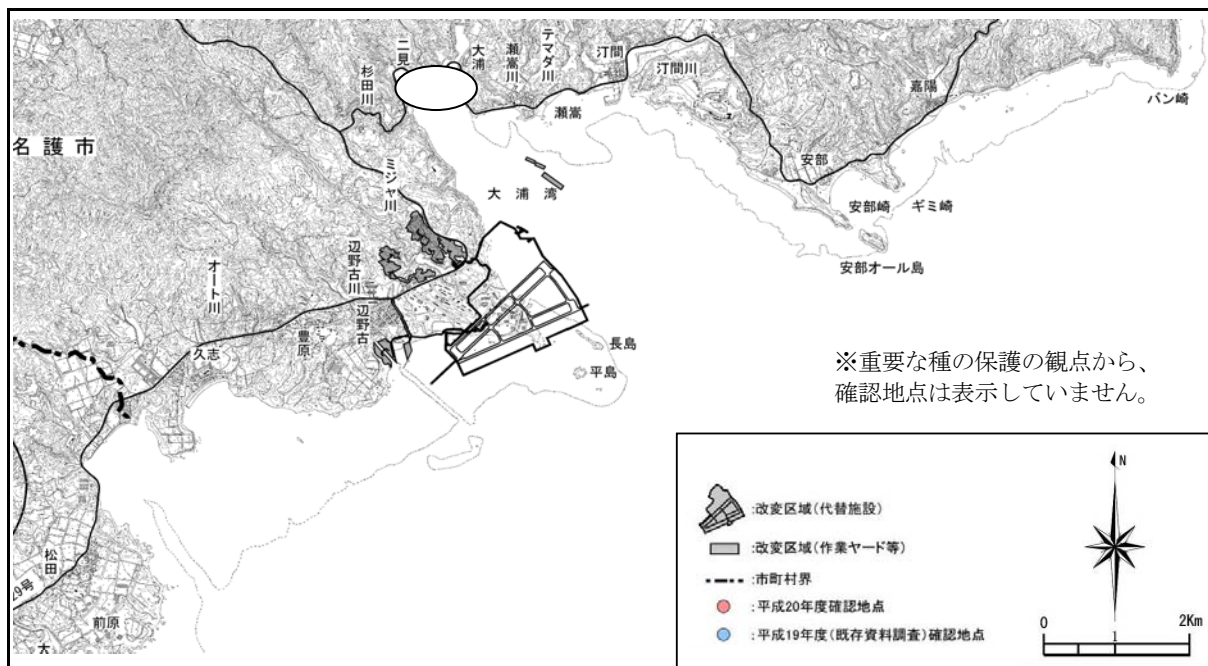 二見
大浦
瀬嵩川
テマダ川
汀間
汀間川
杉田川
瀬嵩
嘉陽
バン崎
名護市
ミジャ川
安部
大浦湾
安部崎
ギミ崎
安部オール島
辺野古川
オート川
辺野古
豊原
久志
長島
平島
※重要な種の保護の観点から、
確認地点は表示していません。
松田
29号
前原
大
N
:改変区域(代替施設)
:改変区域(作業ヤード等)
:市町村界
:平成20年度確認地点
:平成19年度(既存資料調査)確認地点
0 1 2Km